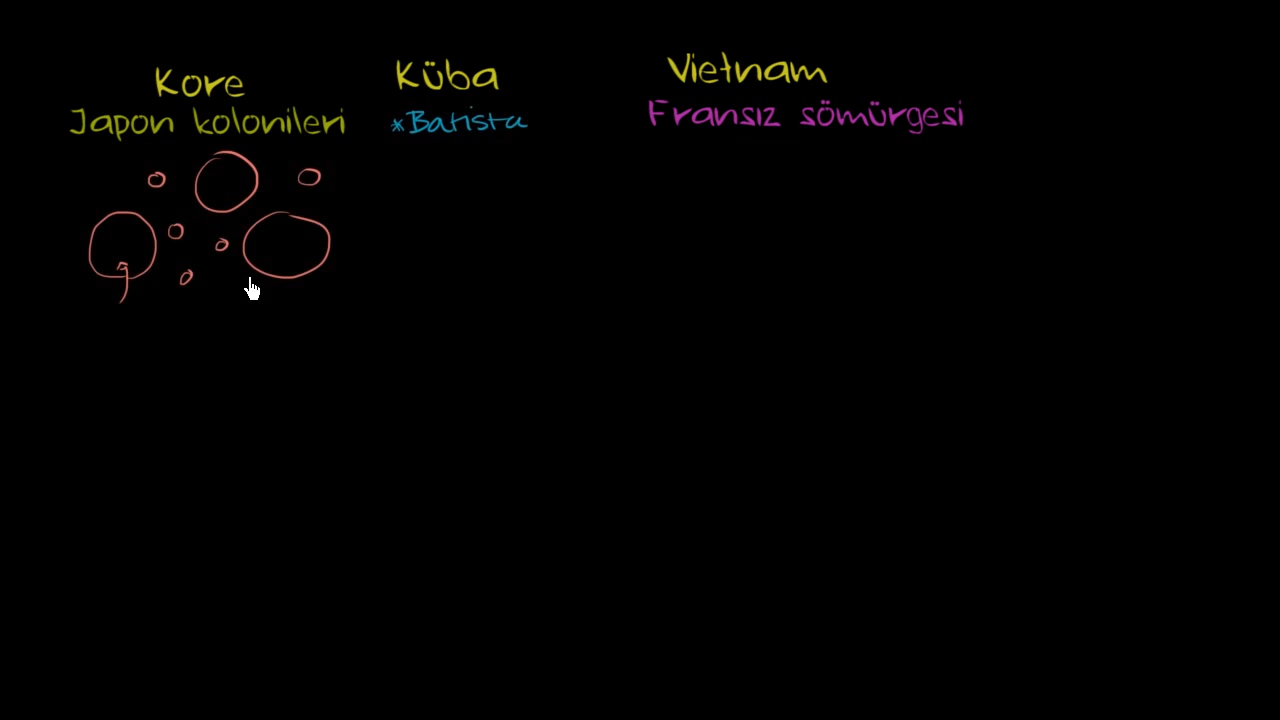 Kore
Japon kolonileri
Küba
*Batista
Vietnam
Fransız sömürgesi